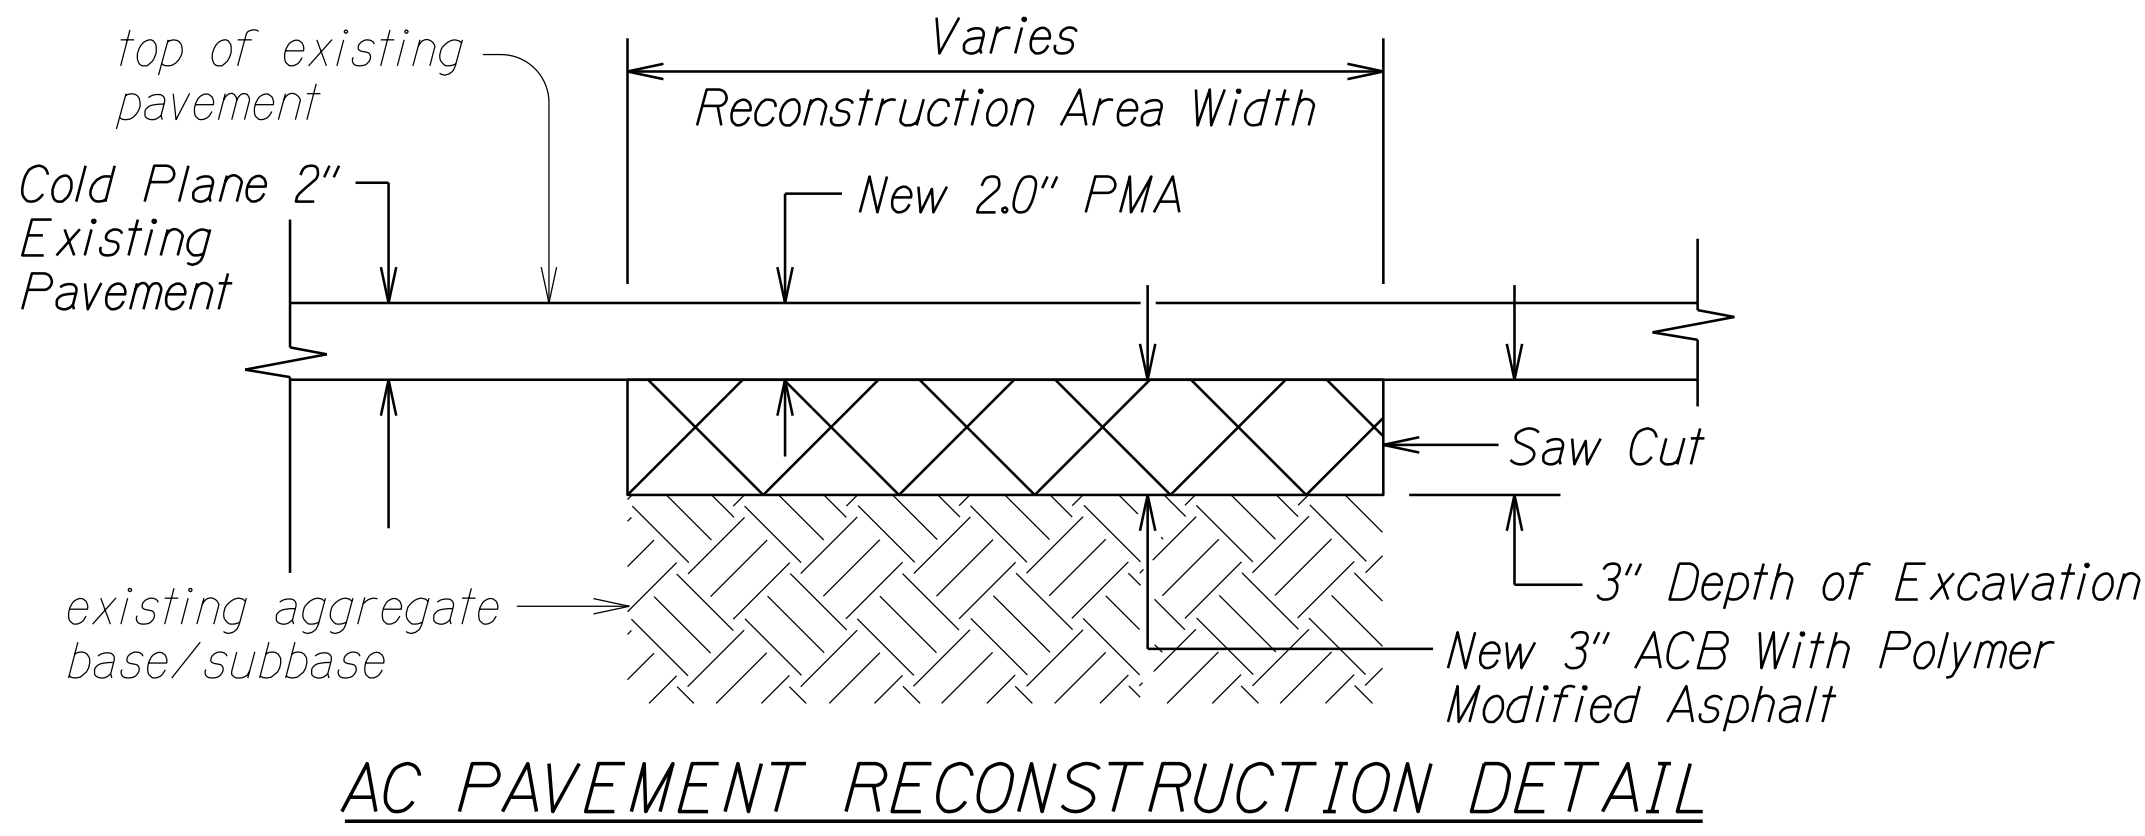 top of existing
pavement
Varies
Reconstruction Area Width
Cold Plane 2"
Existing
Pavement
New 2.0" PMA
Saw Cut
3" Depth of Excavation
existing aggregate
base/subbase
New 3" ACB With Polymer
Modified Asphalt
AC PAVEMENT RECONSTRUCTION DETAIL